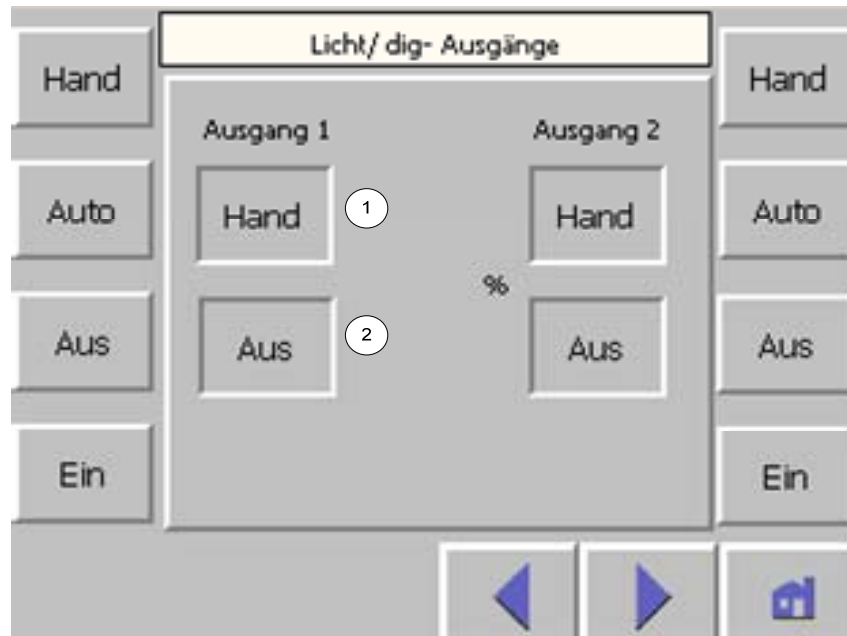 Licht/ dig- Ausgänge
Hand
Auto
Aus
Ein
Ausgang 1
Hand
1
Aus
2
%
Ausgang 2
Hand
Aus
Hand
Auto
Aus
Ein